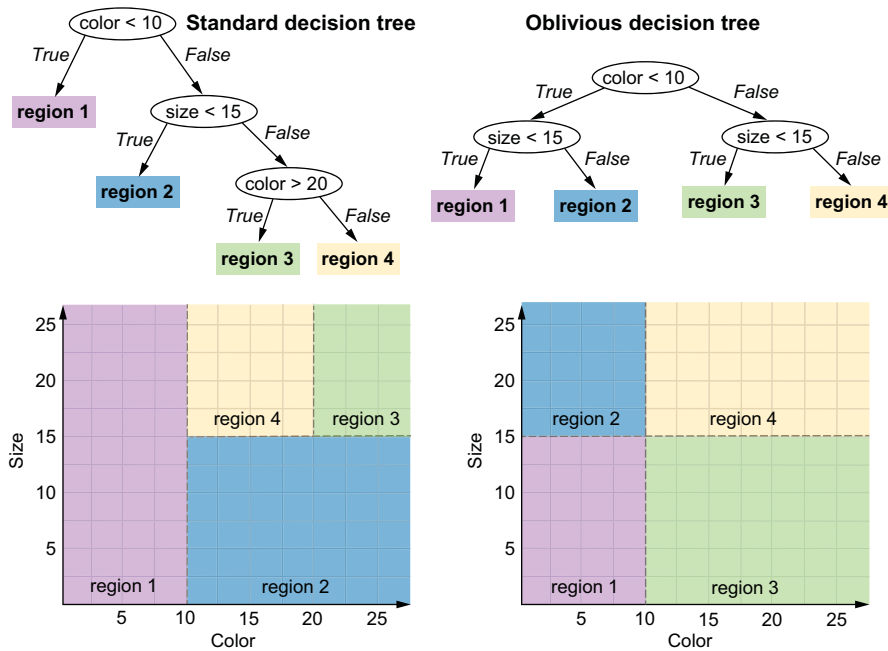 Standard decision tree
color < 10
True
False
region 1
size < 15
True
False
region 2
color > 20
True
False
region 3
region 4
Oblivious decision tree
color < 10
True
False
size < 15
size < 15
True
False
True
False
region 1
region 2
region 3
region 4
25
20
15
10
5
Size
region 4
region 3
region 1
region 2
5
10
15
20
25
Color
25
20
15
10
5
Size
region 2
region 4
region 1
region 3
5
10
15
20
25
Color